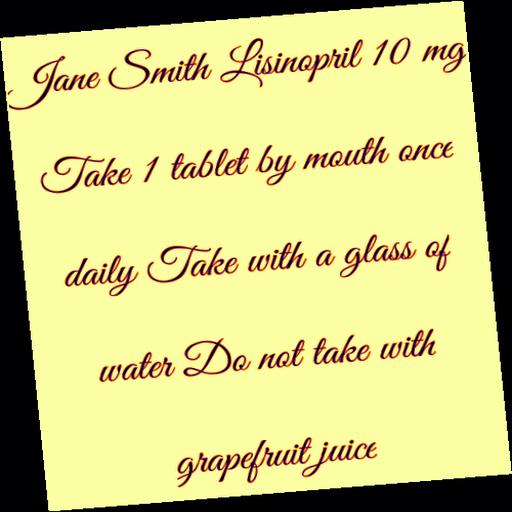 Jane Smith Lisinopril 10 mg
Take 1 tablet by mouth once
daily Take with a glass of
water Do not take with
grapefruit juice